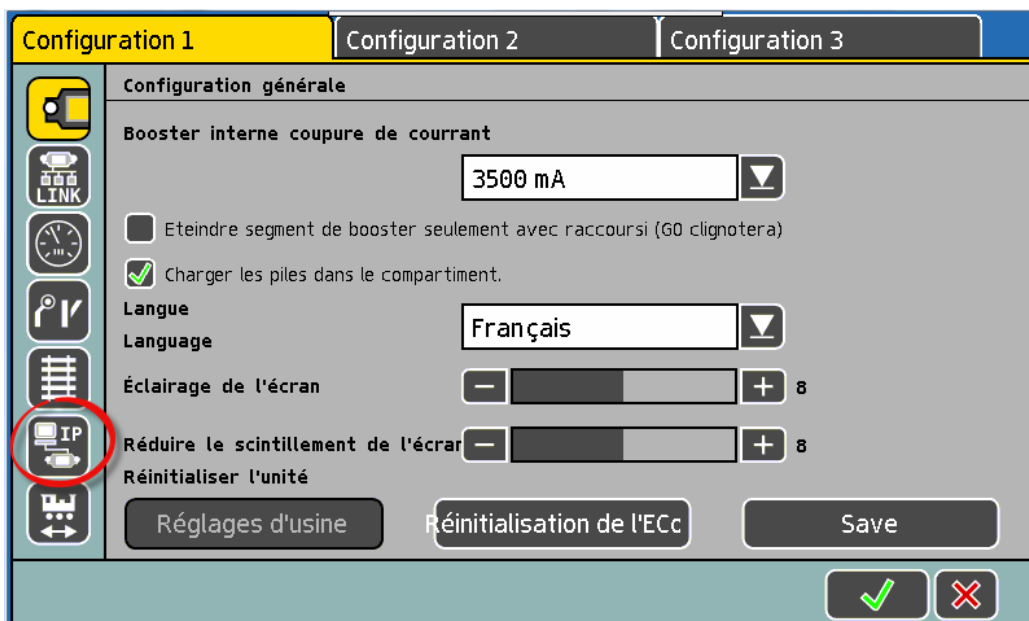 Configuration 1
Configuration 2
Configuration 3
Configuration générale
Booster interne coupure de courrant
3500 mA
Eteindre segment de booster seulement avec raccoursi (GO clignotera)
Charger les piles dans le compartiment.
Langue
Language
Français
Éclairage de l'écran
8
Réduire le scintillement de l'écran
8
Réinitialiser l'unité
Réglages d'usine
Réinitialisation de l'ECc
Save
LINK
IP